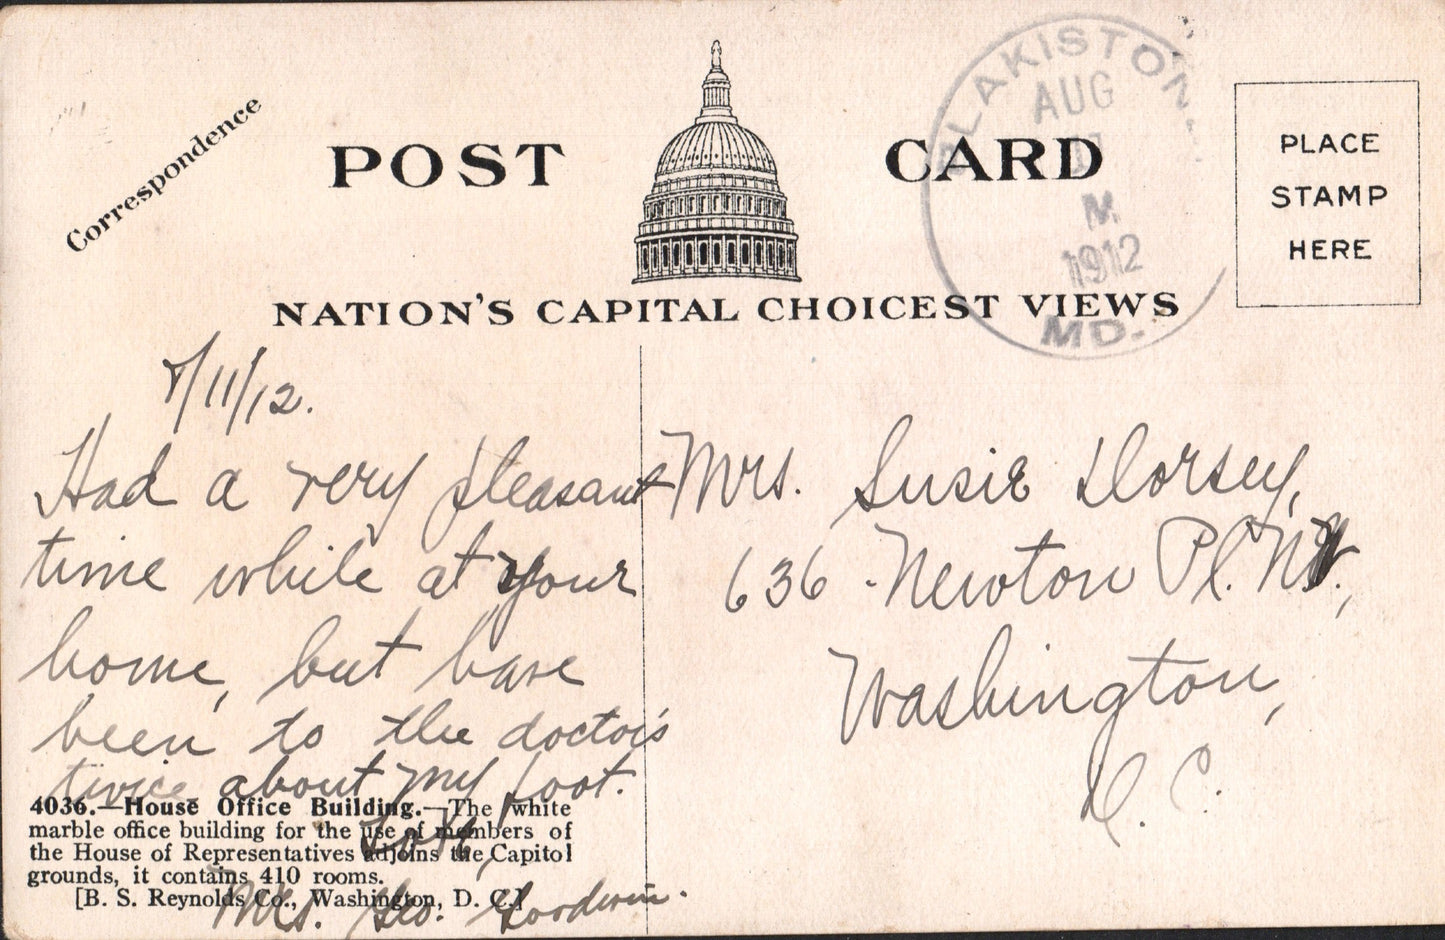 Correspondence
POST CARD
NATION'S CAPITAL CHOICEST VIEWS
BLAKISTON,
AUG
M
1912
MD.
PLACE
STAMP
HERE
8/11/12.
Had a very pleasant
time while at your
home, but have
been to the doctor's
twice about my foot.
Love,
Mrs. Geo. Goodwin.
Mrs. Susie Dorsey,
636 Newton Pl. N.W.,
Washington,
D. C.
4036.—House Office Building.—The white
marble office building for the use of members of
the House of Representatives adjoins the Capitol
grounds, it contains 410 rooms.
[B. S. Reynolds Co., Washington, D. C.]